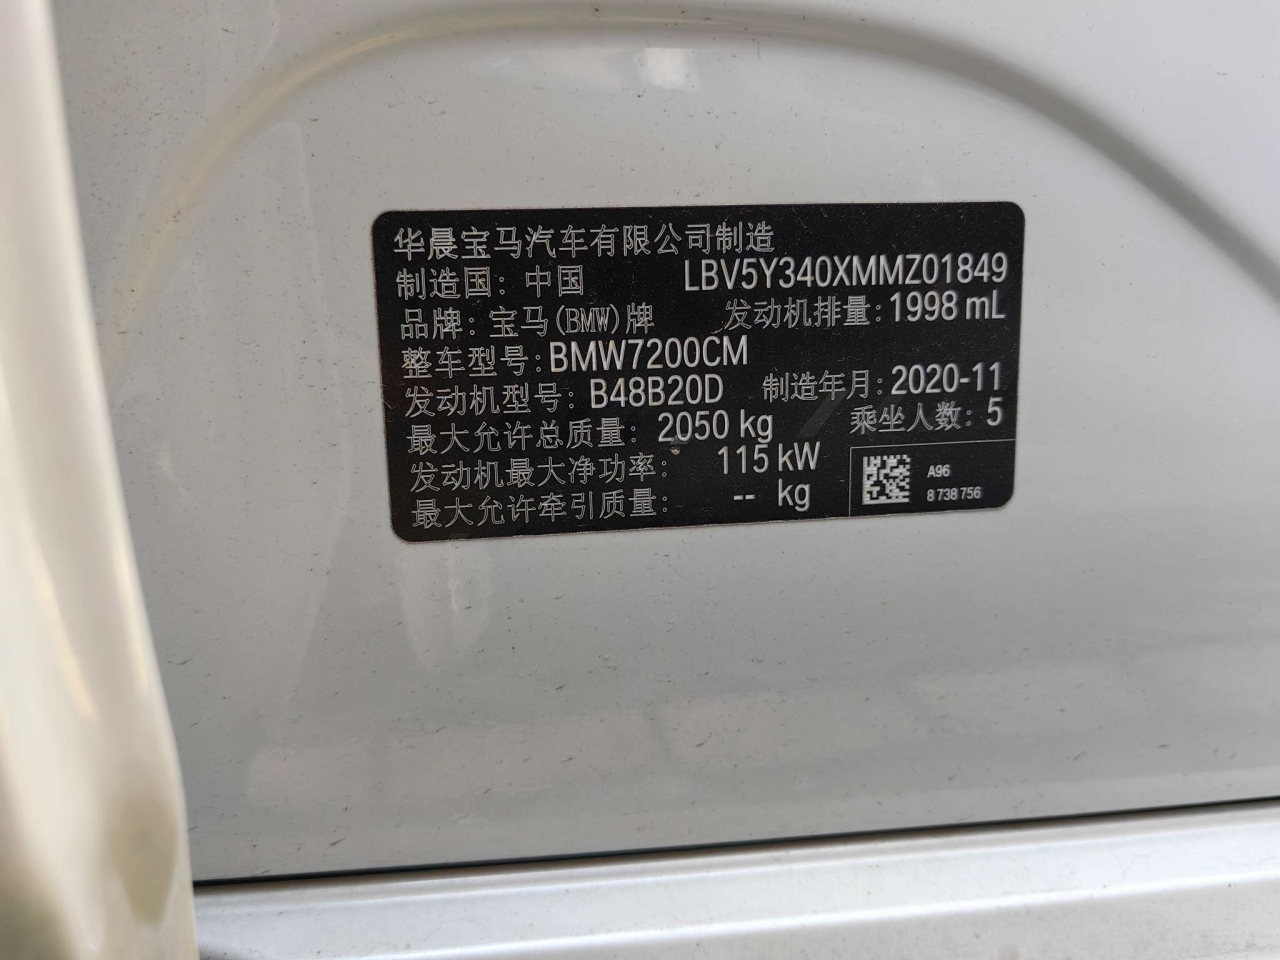 华晨宝马汽车有限公司制造
制造国：中国 LBV5Y340XMMZ01849
品牌：宝马(BMW)牌 发动机排量：1998 mL
整车型号：BMW7200CM
发动机型号：B48B20D 制造年月：2020-11
最大允许总质量：2050 kg 乘坐人数：5
发动机最大净功率：115 kW
最大允许牵引质量：-- kg
A96
8 738 756